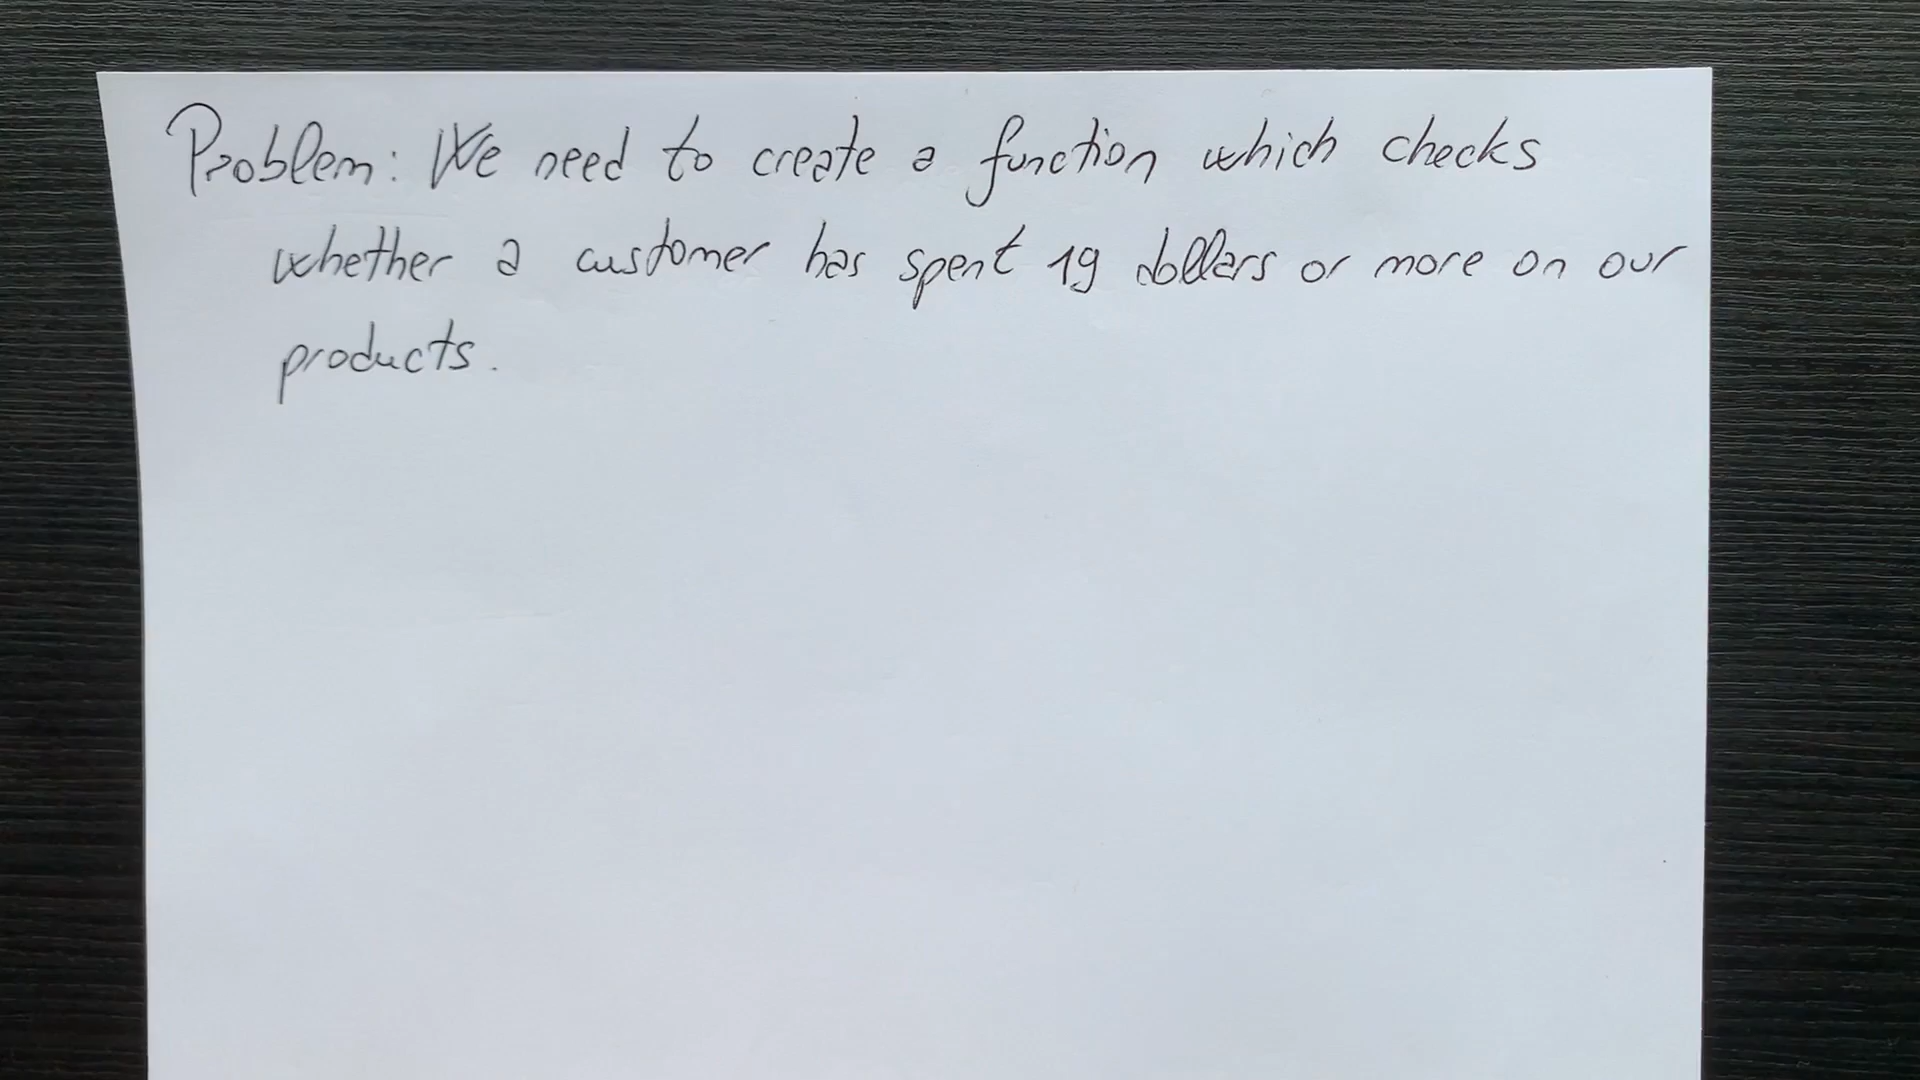 Problem: We need to create a function which checks
whether a customer has spent 19 dollars or more on our
products.